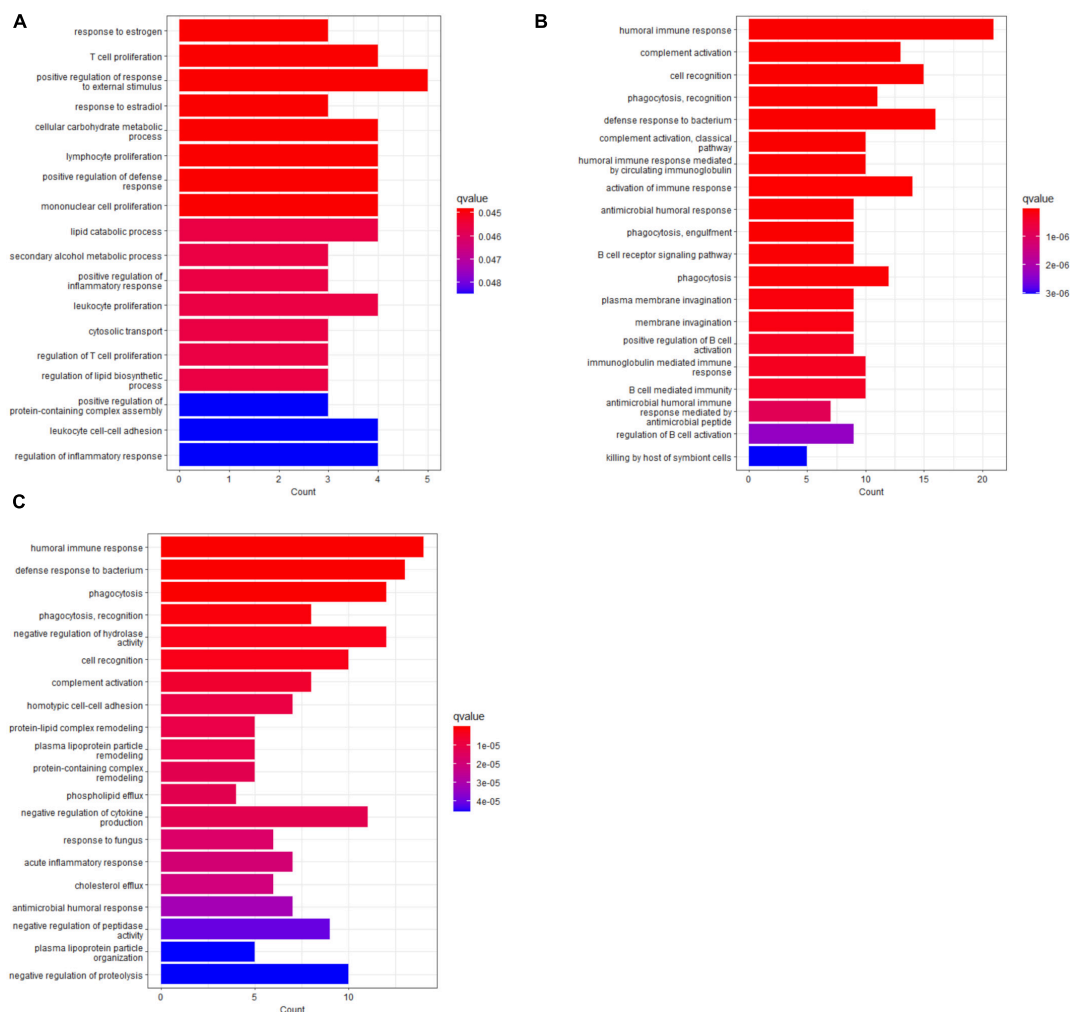 A
response to estrogen
T cell proliferation
positive regulation of response
to external stimulus
response to estradiol
cellular carbohydrate metabolic
process
lymphocyte proliferation
positive regulation of defense
response
mononuclear cell proliferation
lipid catabolic process
secondary alcohol metabolic process
positive regulation of
inflammatory response
leukocyte proliferation
cytosolic transport
regulation of T cell proliferation
regulation of lipid biosynthetic
process
positive regulation of
protein-containing complex assembly
leukocyte cell-cell adhesion
regulation of inflammatory response
0 1 2 3 4 5
Count
qvalue
0.045
0.046
0.047
0.048
B
humoral immune response
complement activation
cell recognition
phagocytosis, recognition
defense response to bacterium
complement activation, classical
pathway
humoral immune response mediated
by circulating immunoglobulin
activation of immune response
antimicrobial humoral response
phagocytosis, engulfment
B cell receptor signaling pathway
phagocytosis
plasma membrane invagination
membrane invagination
positive regulation of B cell
activation
immunoglobulin mediated immune
response
B cell mediated immunity
antimicrobial humoral immune
response mediated by
antimicrobial peptide
regulation of B cell activation
killing by host of symbiont cells
0 5 10 15 20
Count
qvalue
1e-06
2e-06
3e-06
C
humoral immune response
defense response to bacterium
phagocytosis
phagocytosis, recognition
negative regulation of hydrolase
activity
cell recognition
complement activation
homotypic cell-cell adhesion
protein-lipid complex remodeling
plasma lipoprotein particle
remodeling
protein-containing complex
remodeling
phospholipid efflux
negative regulation of cytokine
production
response to fungus
acute inflammatory response
cholesterol efflux
antimicrobial humoral response
negative regulation of peptidase
activity
plasma lipoprotein particle
organization
negative regulation of proteolysis
0 5 10
Count
qvalue
1e-05
2e-05
3e-05
4e-05